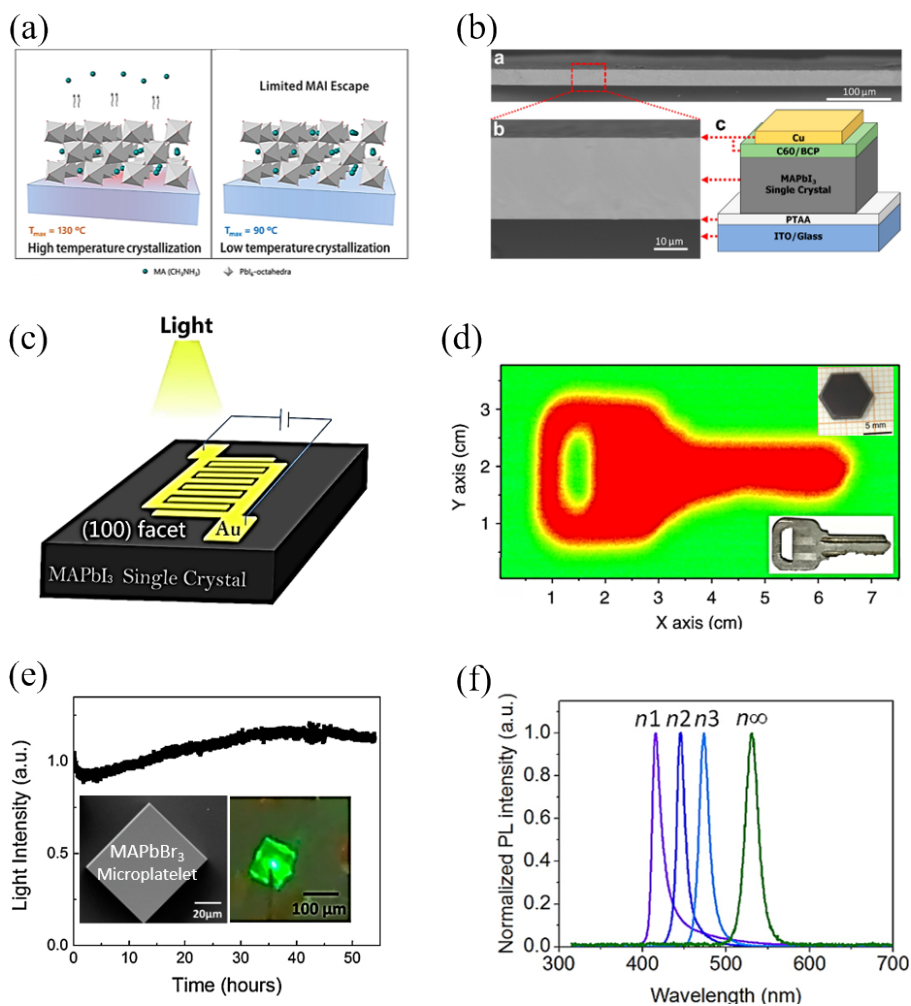 (a)
Limited MAI Escape
Tmax = 130 ºC
High temperature crystallization
Tmax = 90 ºC
Low temperature crystallization
MA (CH3NH3)
PbI6-octahedra
(b)
a
100 µm
b
10 µm
c
Cu
C60/BCP
MAPbI3
Single Crystal
PTAA
ITO/Glass
(c)
Light
Au
(100) facet
MAPbI3 Single Crystal
(d)
Y axis (cm)
3
2
1
1 2 3 4 5 6 7
X axis (cm)
5 mm
(e)
Light Intensity (a.u.)
1.0
0.5
0.0
MAPbBr3
Microplatelet
20µm
100 µm
0 10 20 30 40 50
Time (hours)
(f)
Normalized PL intensity (a.u.)
n1 n2 n3 n∞
1.0
0.8
0.6
0.4
0.2
0.0
300 400 500 600 700
Wavelength (nm)